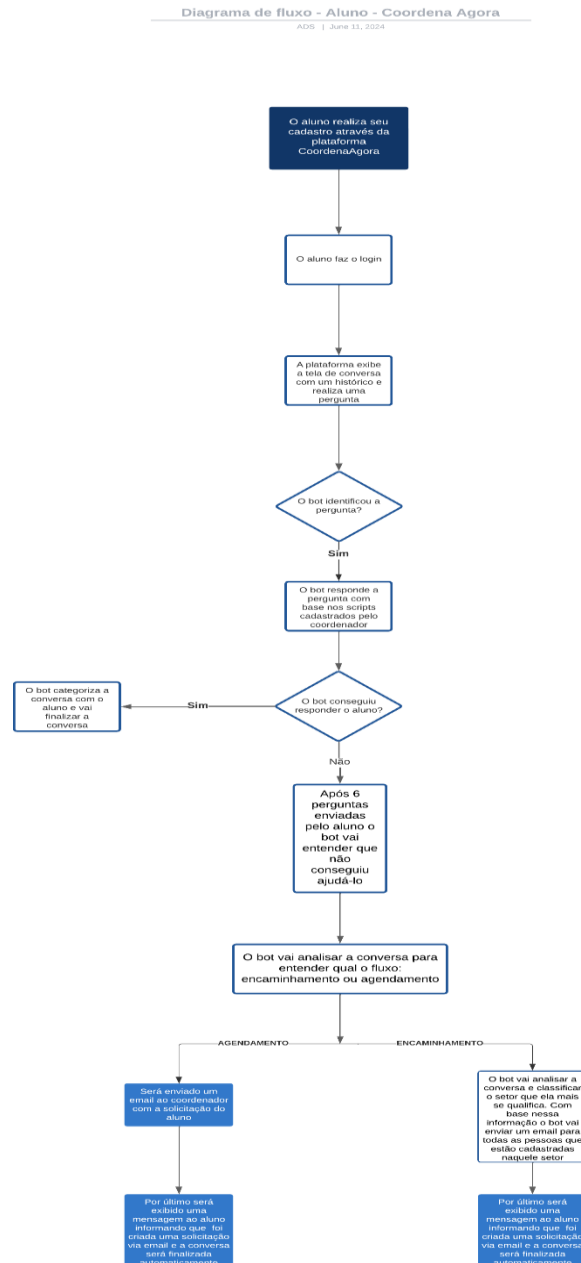 Diagrama de fluxo - Aluno - Coordena Agora
ADS | June 11, 2024
O aluno realiza seu
cadastro através da
plataforma
CoordenaAgora
O aluno faz o login
A plataforma exibe
a tela de conversa
com um histórico e
realiza uma
pergunta
O bot identificou a
pergunta?
Sim
O bot responde a
pergunta com
base nos scripts
cadastrados pelo
coordenador
O bot conseguiu
responder o aluno?
Sim
O bot categoriza a
conversa com o
aluno e vai
finalizar a
conversa
Não
Após 6
perguntas
enviadas
pelo aluno o
bot vai
entender que
não
conseguiu
ajudá-lo
O bot vai analisar a conversa para
entender qual o fluxo:
encaminhamento ou agendamento
AGENDAMENTO
ENCAMINHAMENTO
Será enviado um
email ao coordenador
com a solicitação do
aluno
O bot vai analisar a
conversa e classificar
o setor que ela mais
se qualifica. Com
base nessa
informação o bot vai
enviar um email para
todas as pessoas que
estão cadastradas
naquele setor
Por último será
exibido uma
mensagem ao aluno
informando que foi
criada uma solicitação
via email e a conversa
será finalizada
automaticamente
Por último será
exibido uma
mensagem ao aluno
informando que foi
criada uma solicitação
via email e a conversa
será finalizada
automaticamente